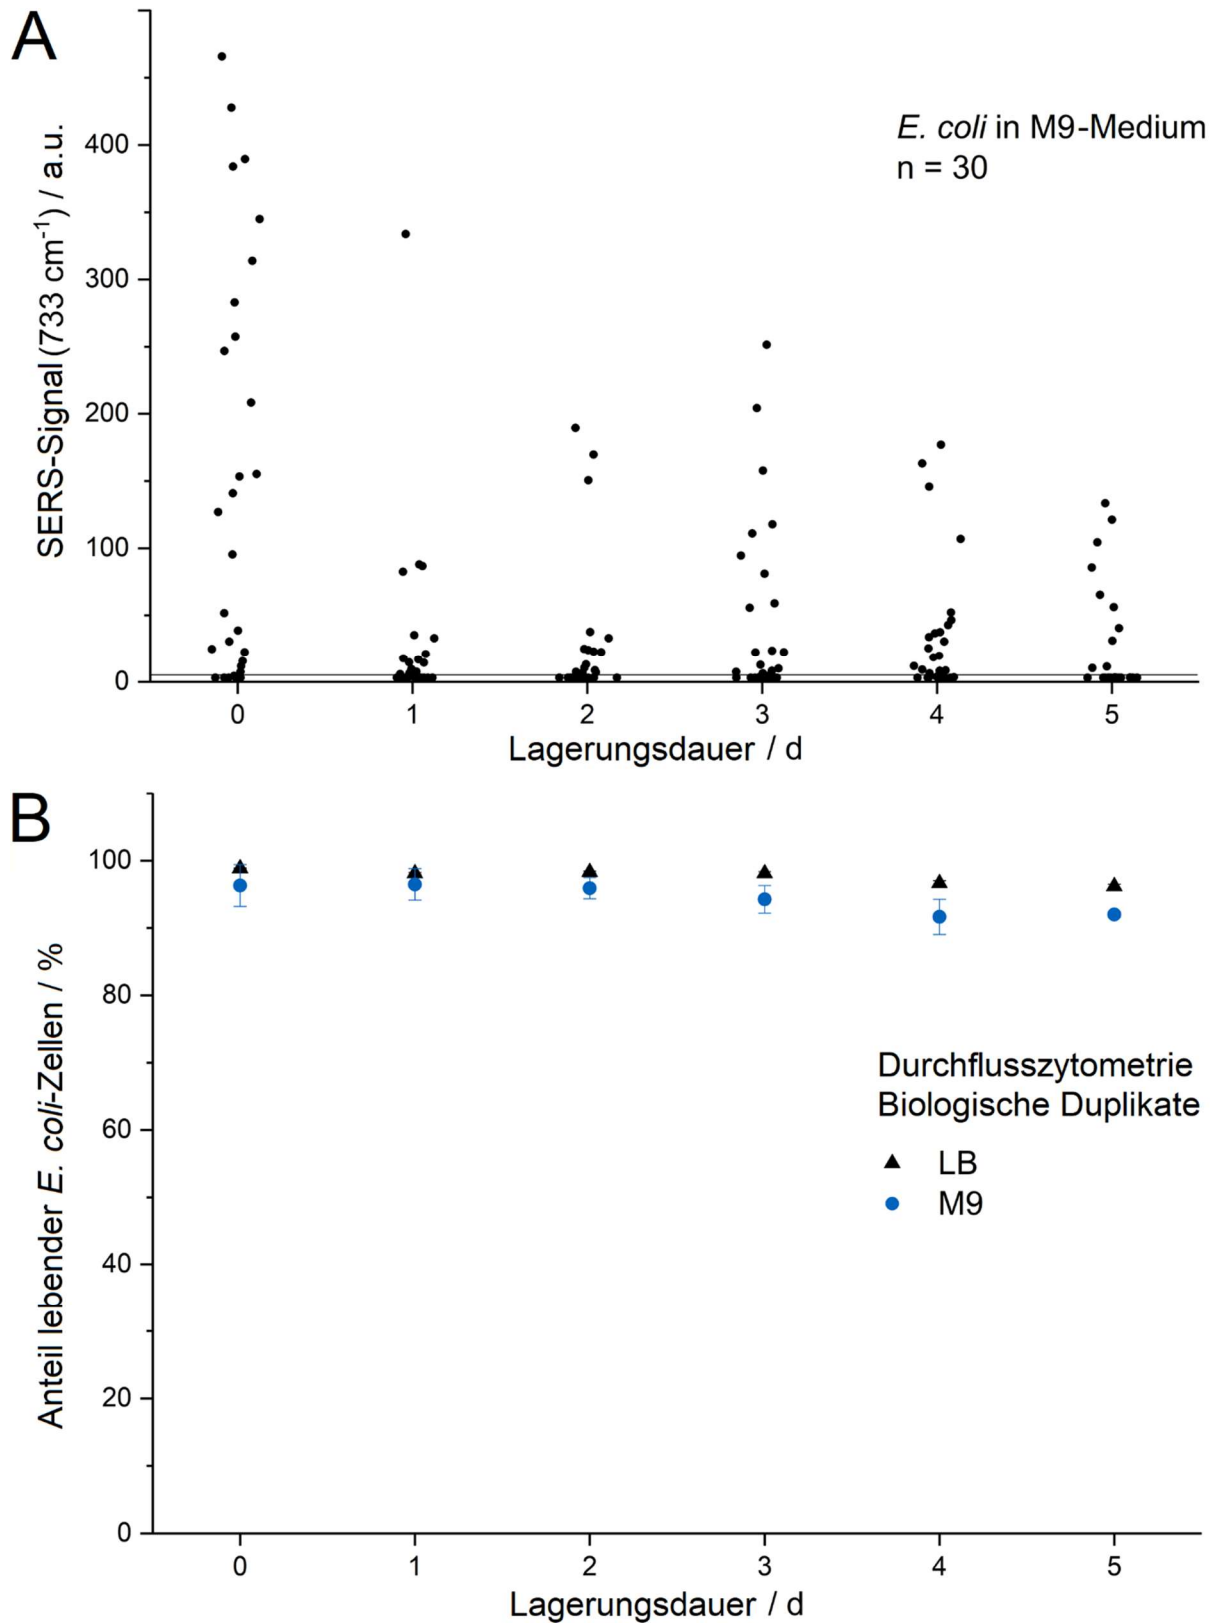 A
SERS-Signal (733 cm⁻¹) / a.u.
400
300
200
100
0
E. coli in M9-Medium
n = 30
0 1 2 3 4 5
Lagerungsdauer / d
B
Anteil lebender E. coli-Zellen / %
100
80
60
40
20
0
Durchflusszytometrie
Biologische Duplikate
LB
M9
0 1 2 3 4 5
Lagerungsdauer / d